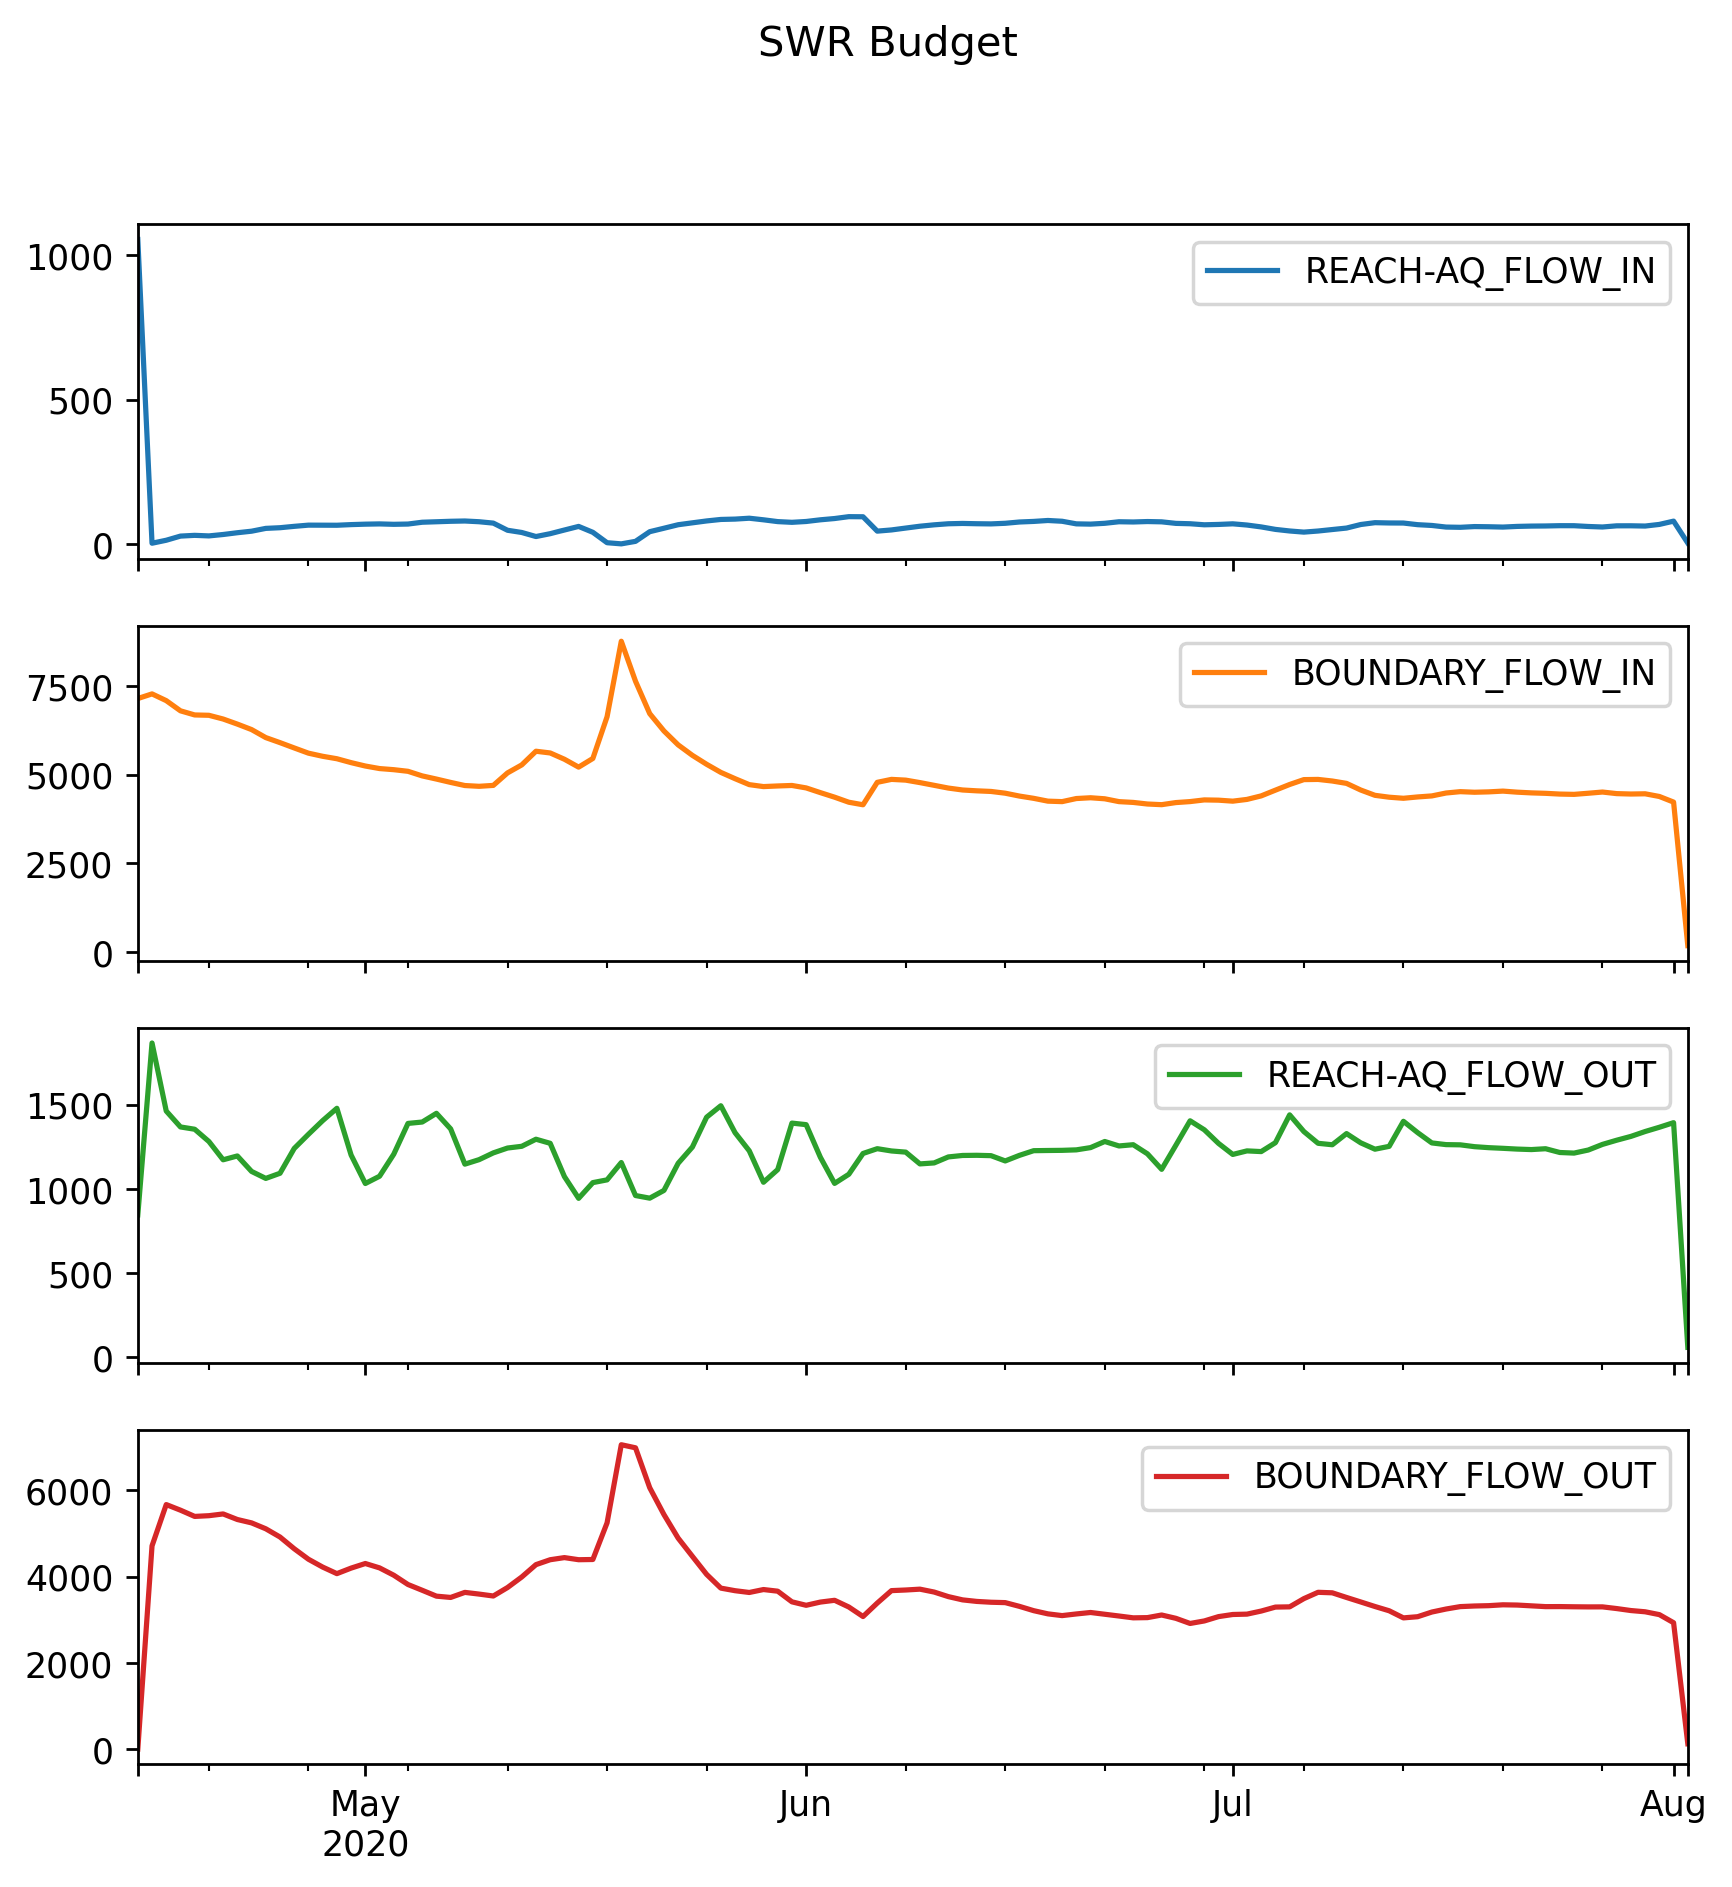 SWR Budget
1000
500
0
REACH-AQ_FLOW_IN
7500
5000
2500
0
BOUNDARY_FLOW_IN
1500
1000
500
0
REACH-AQ_FLOW_OUT
6000
4000
2000
0
BOUNDARY_FLOW_OUT
May Jun Jul Aug
2020